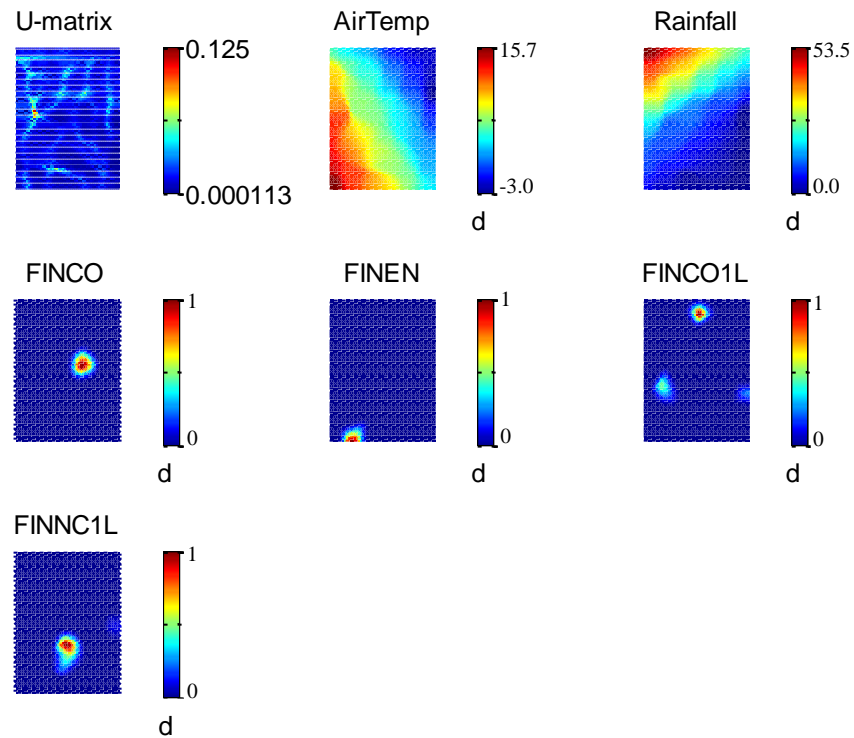 U-matrix
0.125
0.000113
AirTemp
15.7
-3.0
d
Rainfall
53.5
0.0
d
FINCO
1
0
d
FINEN
1
0
d
FINCO1L
1
0
d
FINNC1L
1
0
d